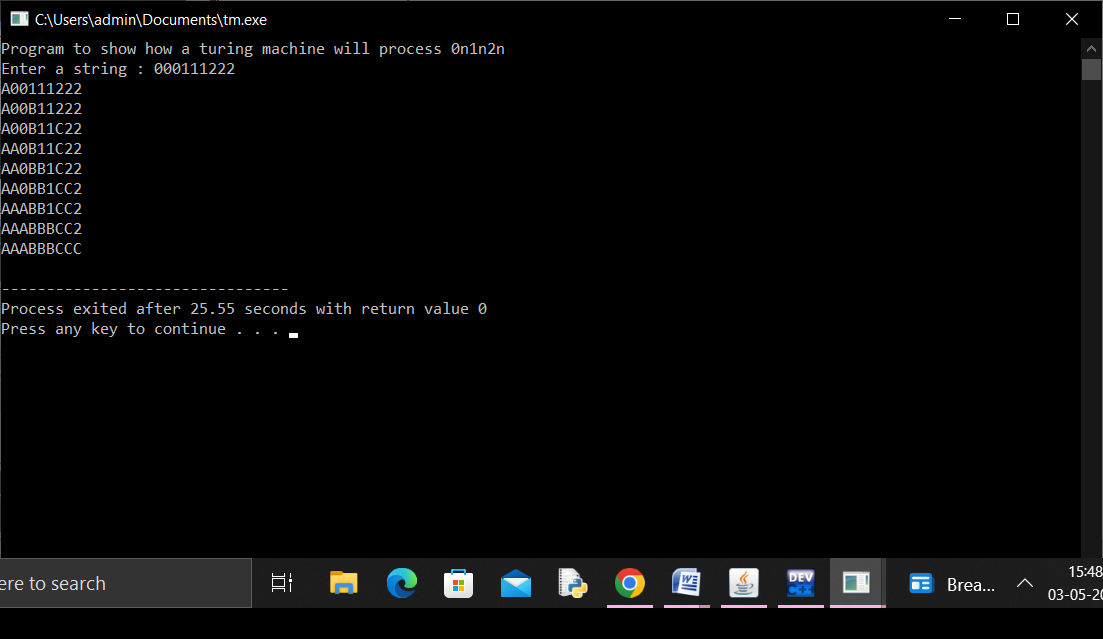 C:\Users\admin\Documents\tm.exe
Program to show how a turing machine will process 0n1n2n
Enter a string : 000111222
A00111222
A00B11222
A00B11C22
AA0B11C22
AA0BB1C22
AA0BB1CC2
AAABB1CC2
AAABBBCC2
AAABBBCCC
--------------------------------
Process exited after 25.55 seconds with return value 0
Press any key to continue . . .
ere to search
W
DEV
C++
Brea...
15:48
03-05-20